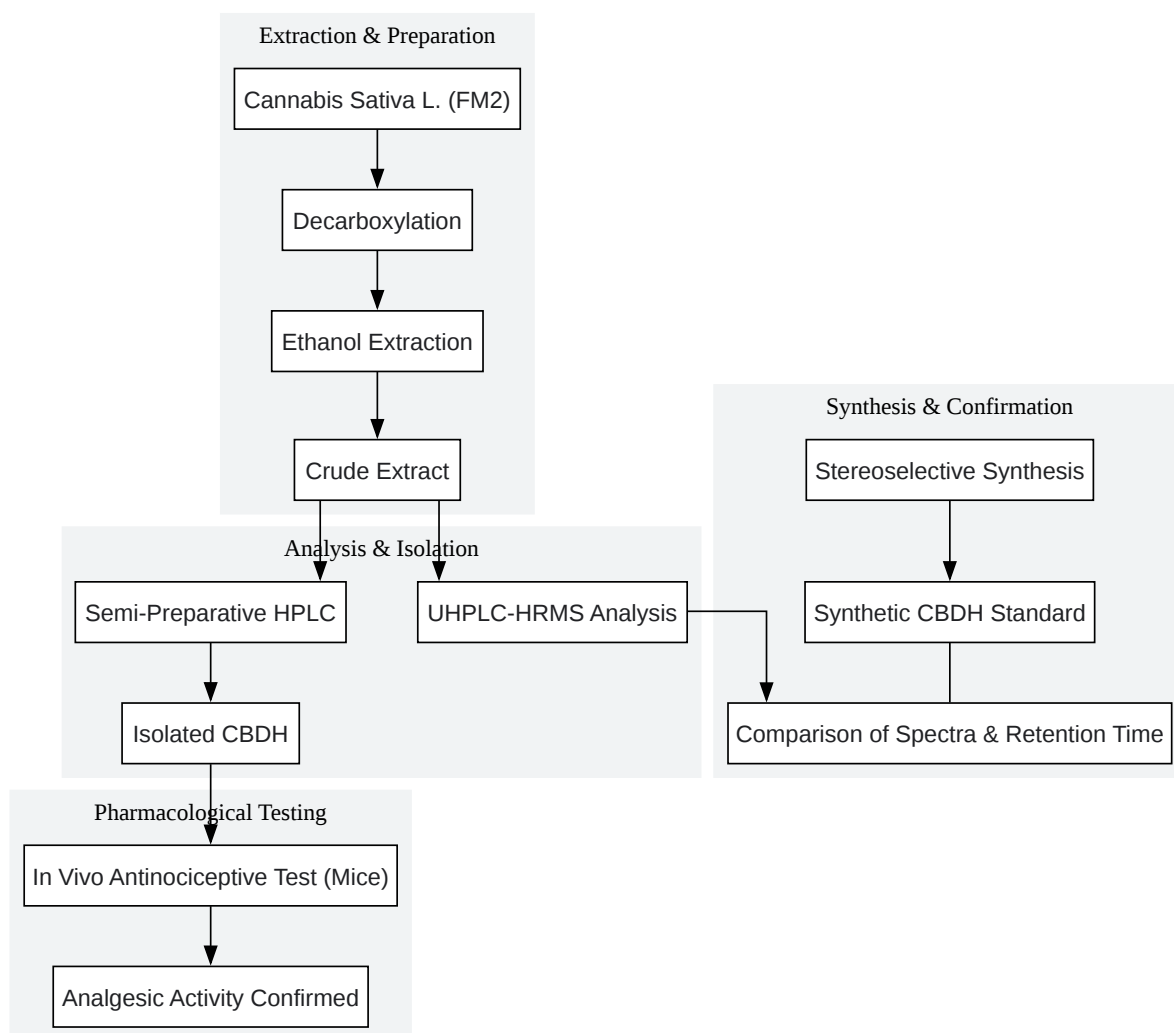 Extraction & Preparation
Cannabis Sativa L. (FM2)
Decarboxylation
Ethanol Extraction
Crude Extract
Synthesis & Confirmation
Stereoselective Synthesis
Synthetic CBDH Standard
Comparison of Spectra & Retention Time
Analysis & Isolation
Semi-Preparative HPLC
UHPLC-HRMS Analysis
Isolated CBDH
Pharmacological Testing
In Vivo Antinociceptive Test (Mice)
Analgesic Activity Confirmed